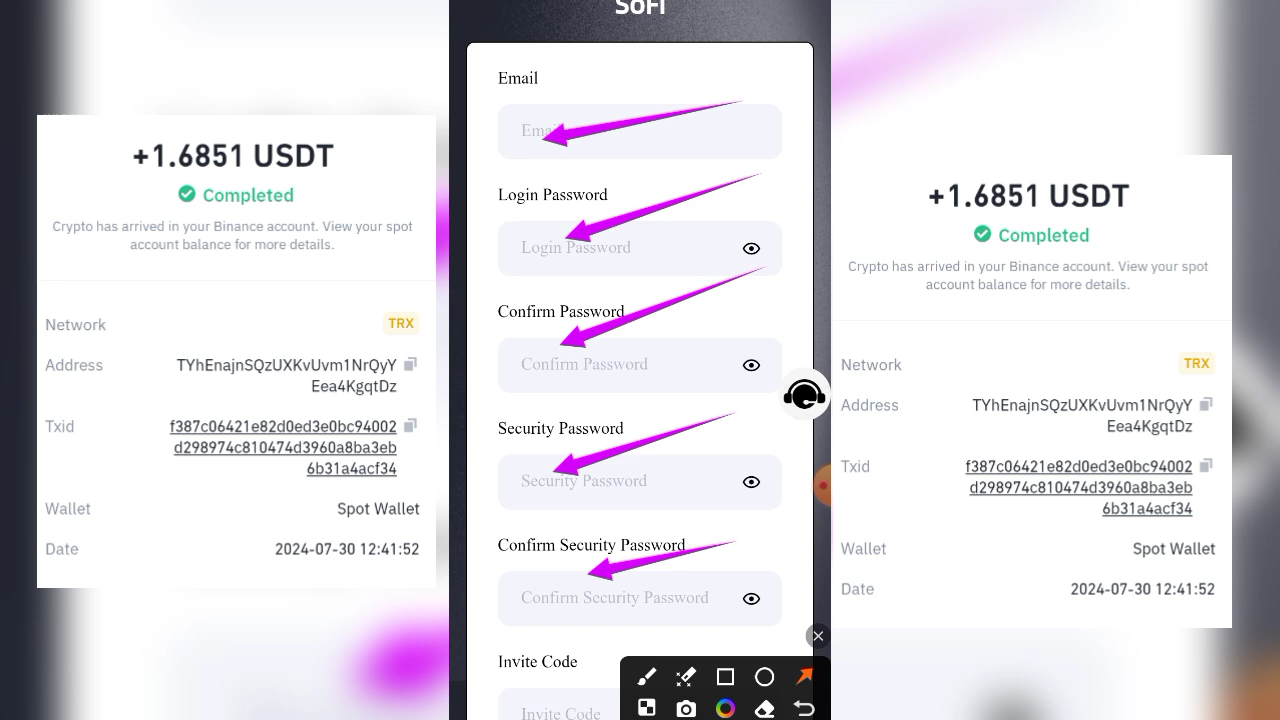 +1.6851 USDT
Completed
Crypto has arrived in your Binance account. View your spot
account balance for more details.
Network
TRX
Address
TYhEnajnSQzUXKvUvm1NrQyY
Eea4KgqtDz
Txid
f387c06421e82d0ed3e0bc94002
d298974c810474d3960a8ba3eb
6b31a4acf34
Wallet
Spot Wallet
Date
2024-07-30 12:41:52
SoFi
Email
Email
Login Password
Login Password
Confirm Password
Confirm Password
Security Password
Security Password
Confirm Security Password
Confirm Security Password
Invite Code
Invite Code
+1.6851 USDT
Completed
Crypto has arrived in your Binance account. View your spot
account balance for more details.
Network
TRX
Address
TYhEnajnSQzUXKvUvm1NrQyY
Eea4KgqtDz
Txid
f387c06421e82d0ed3e0bc94002
d298974c810474d3960a8ba3eb
6b31a4acf34
Wallet
Spot Wallet
Date
2024-07-30 12:41:52